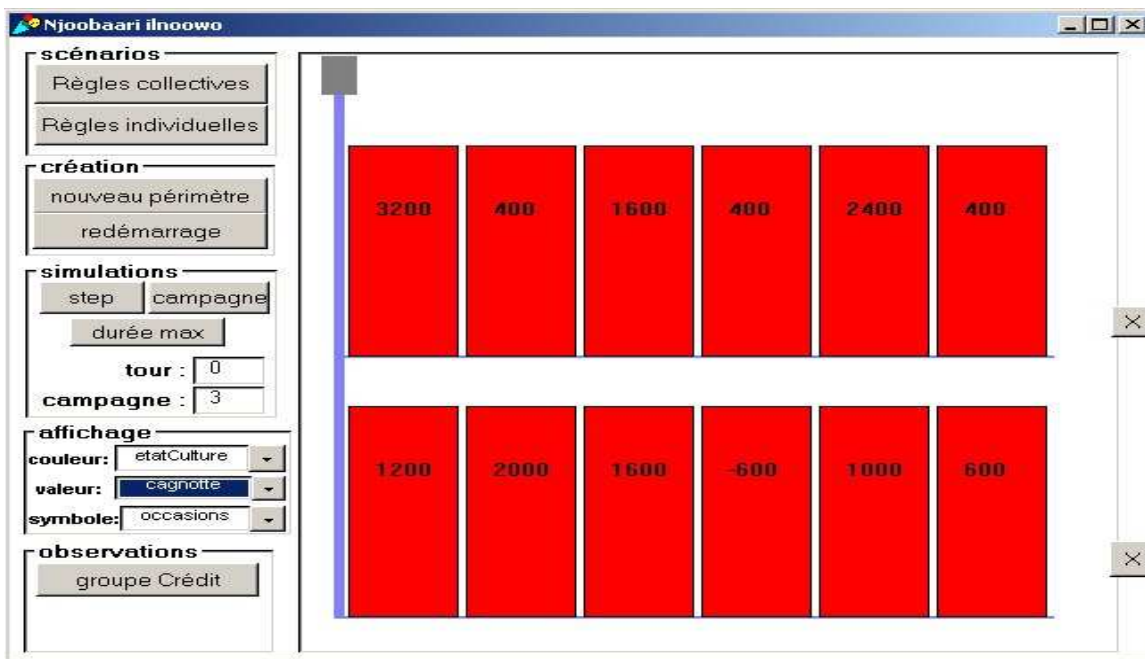 Njoobaari ilnoowo
scénarios
Règles collectives
Règles individuelles
création
nouveau périmètre
redémarrage
simulations
step campagne
durée max
tour : 0
campagne : 3
affichage
couleur: etatCulture
valeur: cagnotte
symbole: occasions
observations
groupe Crédit
3200 400 1600 400 2400 400
1200 2000 1600 -600 1000 600